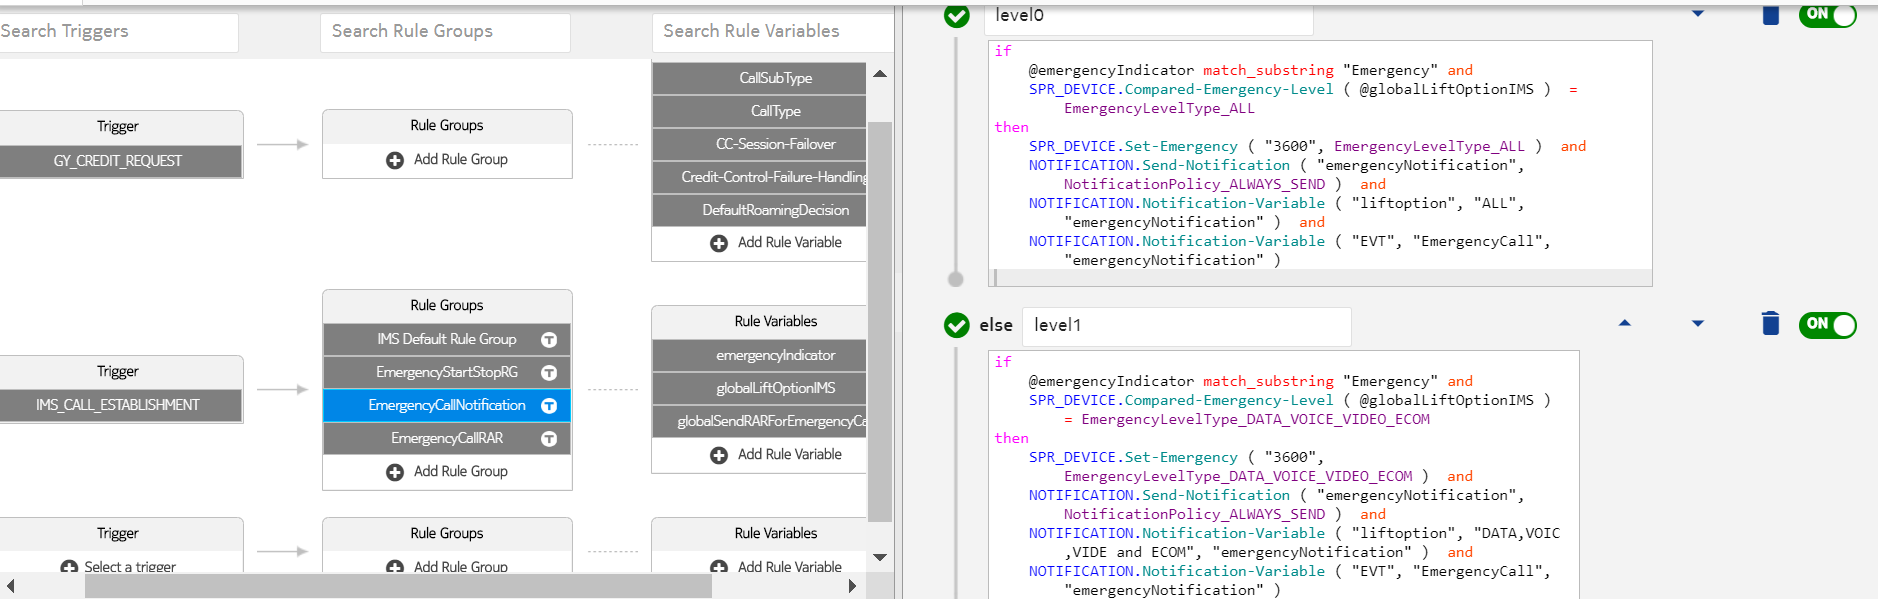 Search Triggers
Search Rule Groups
Search Rule Variables
CallSubType
CallType
CC-Session-Failover
Credit-Control-Failure-Handling
DefaultRoamingDecision
Add Rule Variable
Trigger
GY_CREDIT_REQUEST
Rule Groups
Add Rule Group
Trigger
IMS_CALL_ESTABLISHMENT
Rule Groups
IMS Default Rule Group T
EmergencyStartStopRG T
EmergencyCallNotification T
EmergencyCallRAR T
Add Rule Group
Rule Variables
emergencyIndicator
globalLiftOptionIMS
globalSendRARForEmergencyCa
Add Rule Variable
Trigger
Select a trigger
Rule Groups
Add Rule Group
Rule Variables
Add Rule Variable
level0
ON
if
@emergencyIndicator match_substring "Emergency" and
SPR_DEVICE.Compared-Emergency-Level ( @globalLiftOptionIMS ) =
EmergencyLevelType_ALL
then
SPR_DEVICE.Set-Emergency ( "3600", EmergencyLevelType_ALL ) and
NOTIFICATION.Send-Notification ( "emergencyNotification",
NotificationPolicy_ALWAYS_SEND ) and
NOTIFICATION.Notification-Variable ( "liftoption", "ALL",
"emergencyNotification" ) and
NOTIFICATION.Notification-Variable ( "EVT", "EmergencyCall",
"emergencyNotification" )
else level1
ON
if
@emergencyIndicator match_substring "Emergency" and
SPR_DEVICE.Compared-Emergency-Level ( @globalLiftOptionIMS )
= EmergencyLevelType_DATA_VOICE_VIDEO_ECOM
then
SPR_DEVICE.Set-Emergency ( "3600",
EmergencyLevelType_DATA_VOICE_VIDEO_ECOM ) and
NOTIFICATION.Send-Notification ( "emergencyNotification",
NotificationPolicy_ALWAYS_SEND ) and
NOTIFICATION.Notification-Variable ( "liftoption", "DATA,VOIC
,VIDE and ECOM", "emergencyNotification" ) and
NOTIFICATION.Notification-Variable ( "EVT", "EmergencyCall",
"emergencyNotification" )